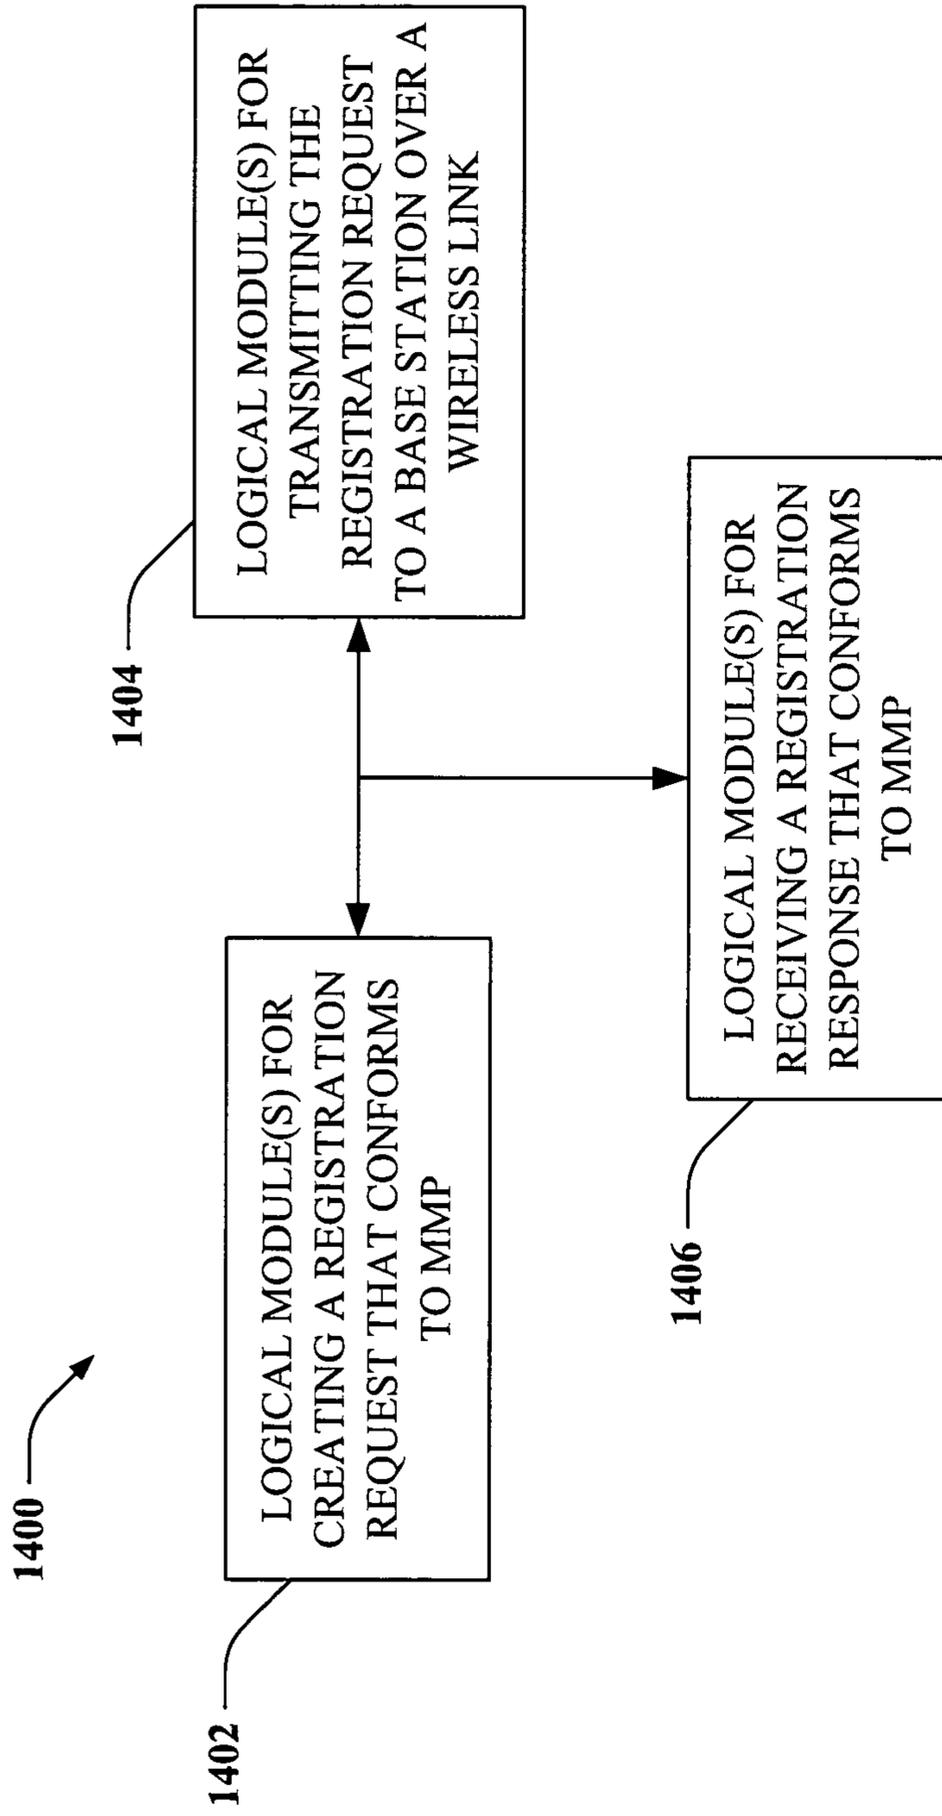 1400
1402
LOGICAL MODULE(S) FOR
CREATING A REGISTRATION
REQUEST THAT CONFORMS
TO MMP
1404
LOGICAL MODULE(S) FOR
TRANSMITTING THE
REGISTRATION REQUEST
TO A BASE STATION OVER A
WIRELESS LINK
1406
LOGICAL MODULE(S) FOR
RECEIVING A REGISTRATION
RESPONSE THAT CONFORMS
TO MMP